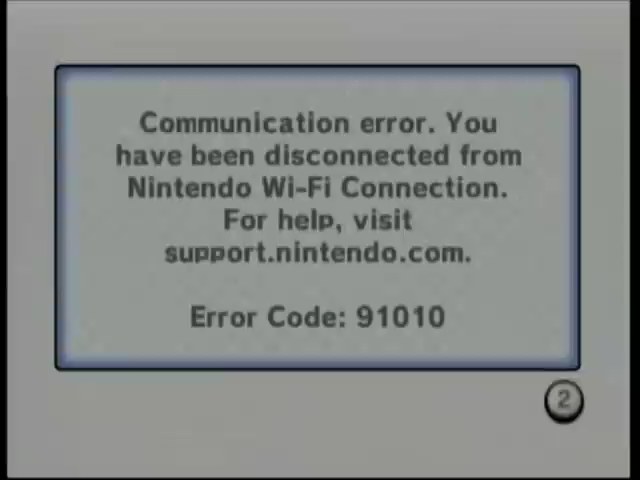 Communication error. You
have been disconnected from
Nintendo Wi-Fi Connection.
For help, visit
support.nintendo.com.
Error Code: 91010
2